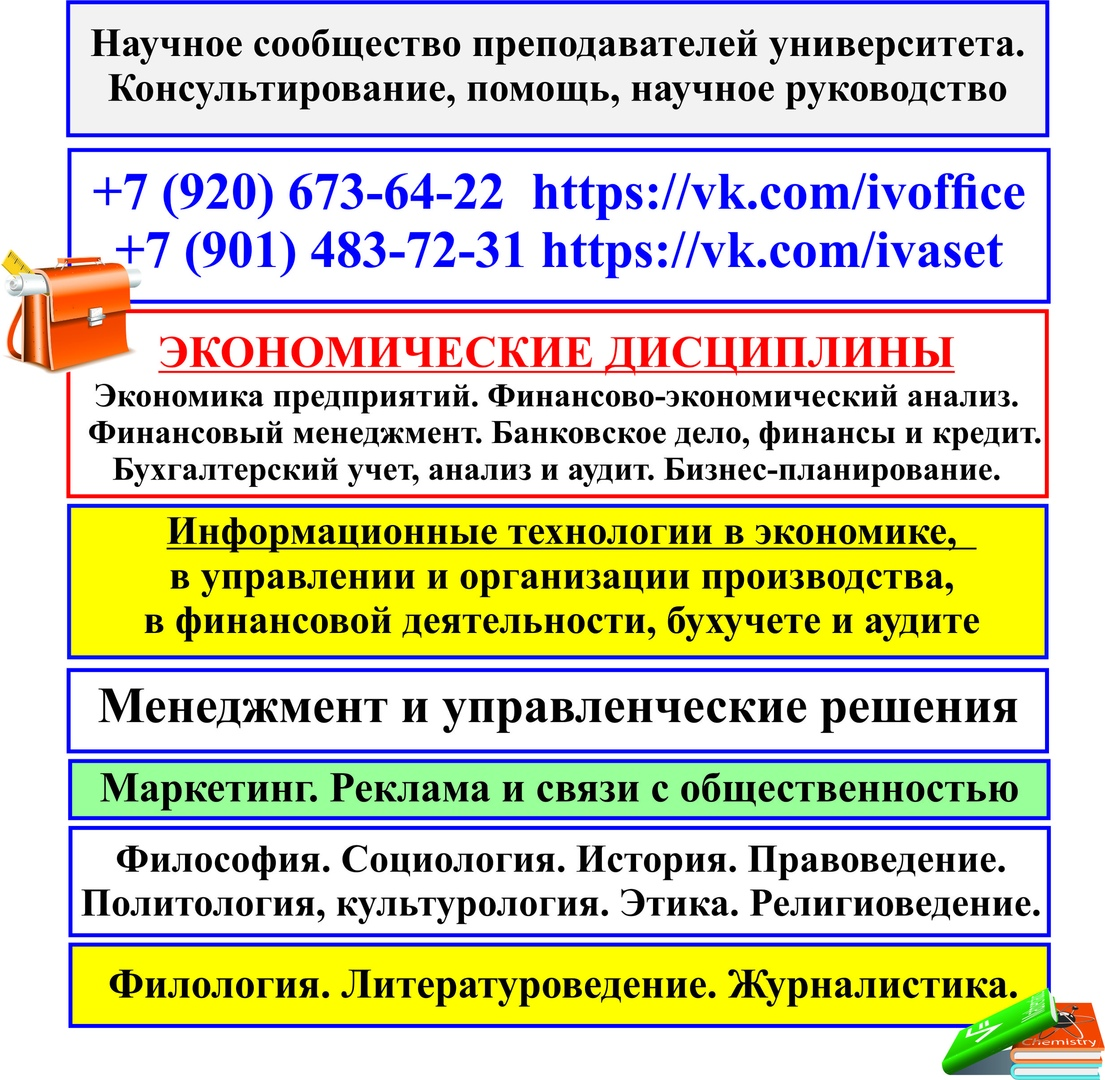 Научное сообщество преподавателей университета.
Консультирование, помощь, научное руководство
+7 (920) 673-64-22 https://vk.com/ivoffice
+7 (901) 483-72-31 https://vk.com/ivaset
ЭКОНОМИЧЕСКИЕ ДИСЦИПЛИНЫ
Экономика предприятий. Финансово-экономический анализ.
Финансовый менеджмент. Банковское дело, финансы и кредит.
Бухгалтерский учет, анализ и аудит. Бизнес-планирование.
Информационные технологии в экономике,
в управлении и организации производства,
в финансовой деятельности, бухучете и аудите
Менеджмент и управленческие решения
Маркетинг. Реклама и связи с общественностью
Философия. Социология. История. Правоведение.
Политология, культурология. Этика. Религиоведение.
Филология. Литературоведение. Журналистика.
Chemistry